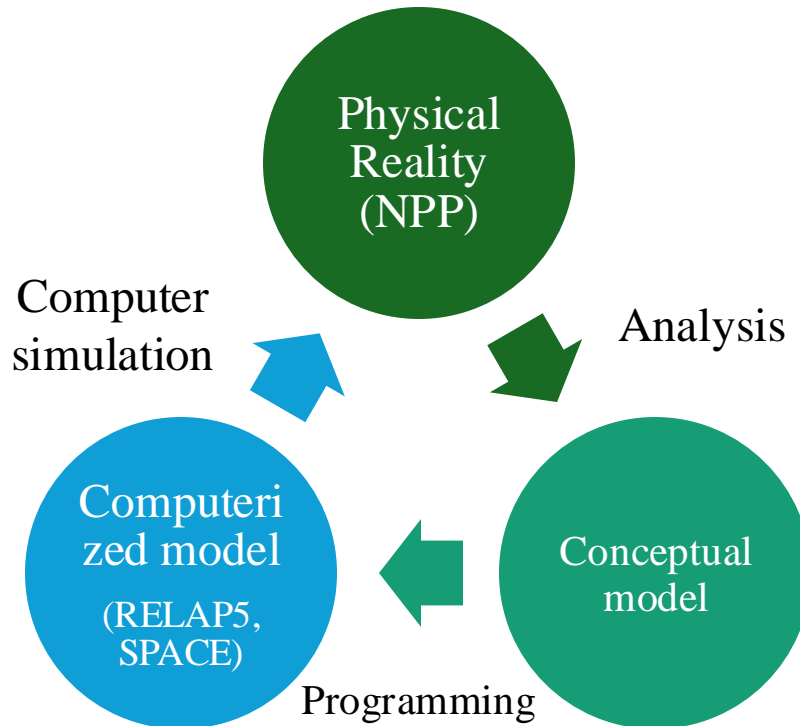 Physical
Reality
(NPP)
Computer
simulation
Analysis
Computeri
zed model
(RELAP5,
SPACE)
Conceptual
model
Programming